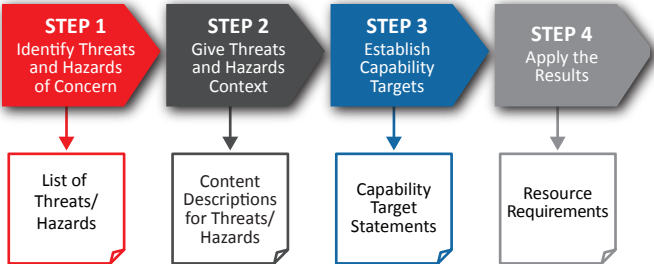 STEP 1
Identify Threats
and Hazards
of Concern
STEP 2
Give Threats
and Hazards
Context
STEP 3
Establish
Capability
Targets
STEP 4
Apply the
Results
List of
Threats/
Hazards
Content
Descriptions
for Threats/
Hazards
Capability
Target
Statements
Resource
Requirements